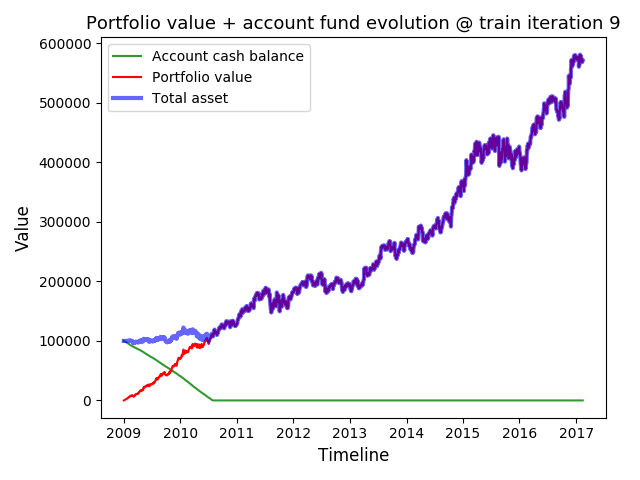 Portfolio value + account fund evolution @ train iteration 9
Account cash balance
Portfolio value
Total asset
Value
600000
500000
400000
300000
200000
100000
0
2009 2010 2011 2012 2013 2014 2015 2016 2017
Timeline